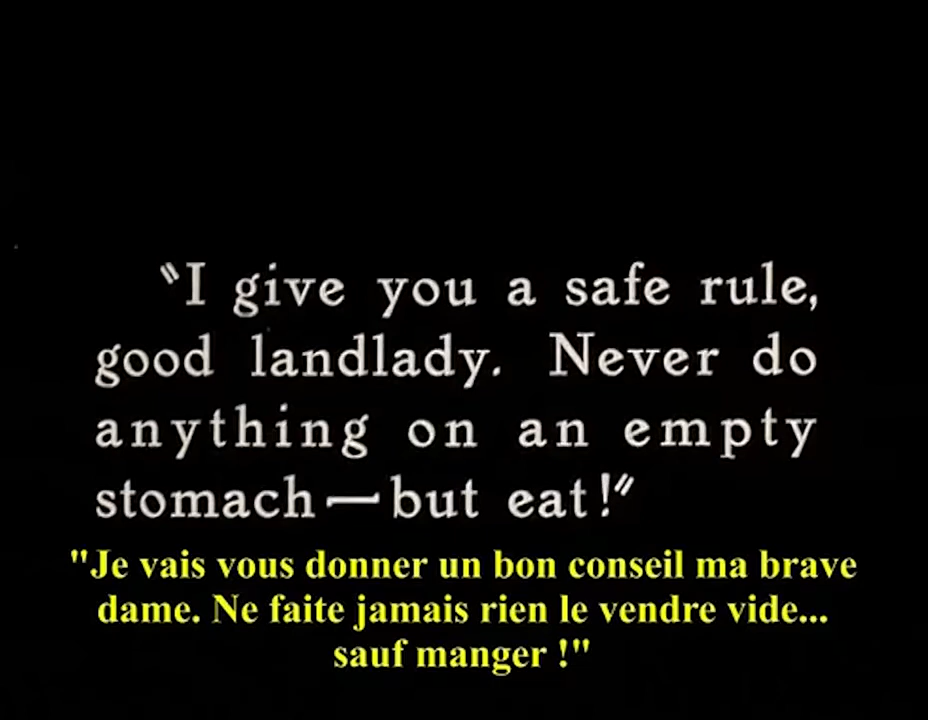 "I give you a safe rule,
good landlady. Never do
anything on an empty
stomach—but eat!"
"Je vais vous donner un bon conseil ma brave
dame. Ne faite jamais rien le vendre vide...
sauf manger !"